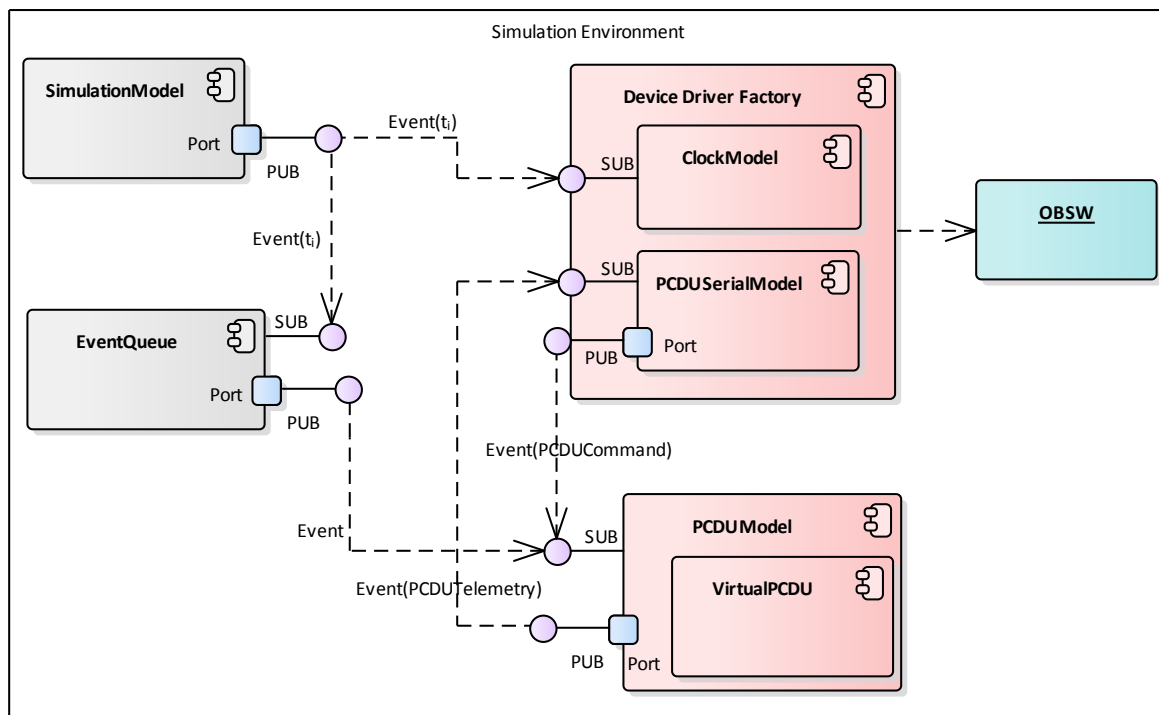 Simulation Environment
SimulationModel
Port
PUB
Event(tᵢ)
Event(tᵢ)
Device Driver Factory
SUB
ClockModel
OBSW
SUB
PCDUSerialModel
PUB
Port
EventQueue
SUB
Port
PUB
Event(PCDUCommand)
Event
SUB
PCDUModel
Event(PCDUTelemetry)
VirtualPCDU
PUB
Port